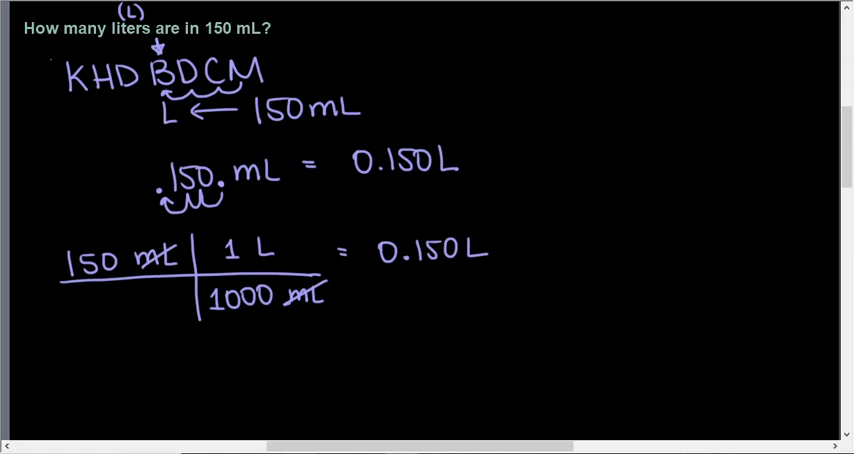 (L)
How many liters are in 150 mL?
KHDBDCM
L ← 150mL
.150. mL = 0.150L
150 mL | 1 L = 0.150L
1000 mL